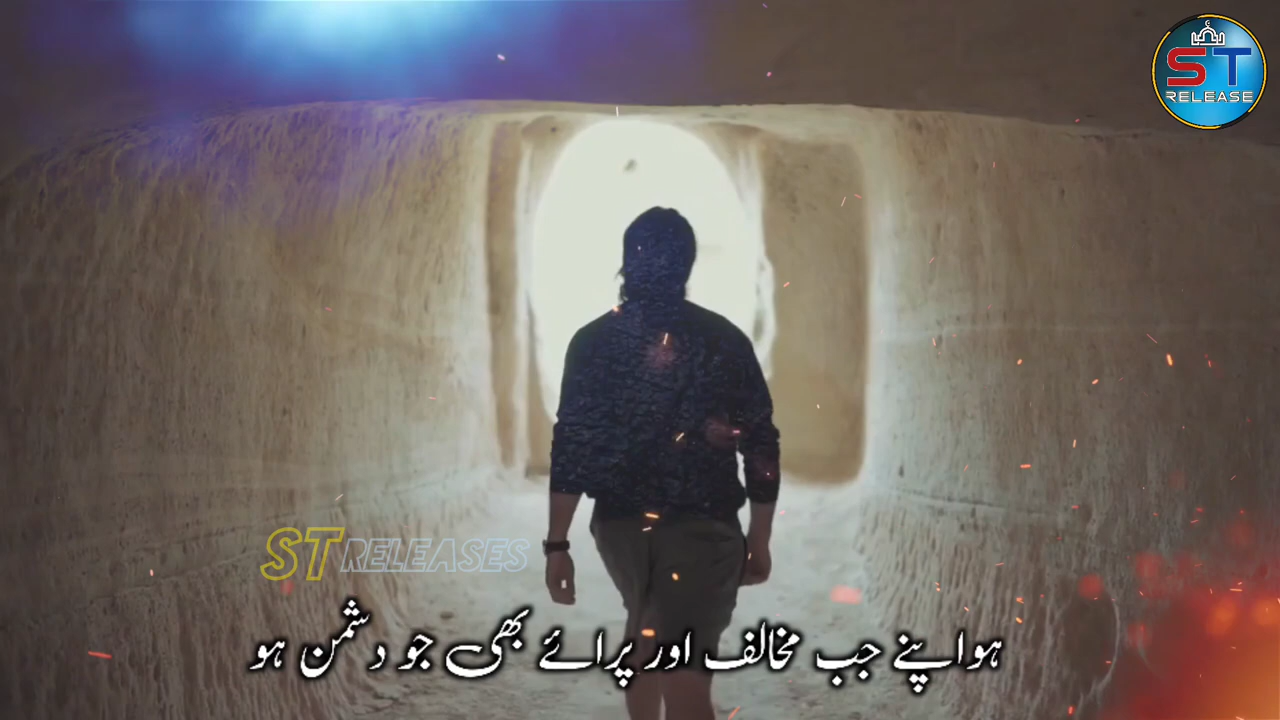 ST
RELEASE
ST RELEASES
ہو اپنے جب مخالف اور پرائے بھی جو دشمن ہو